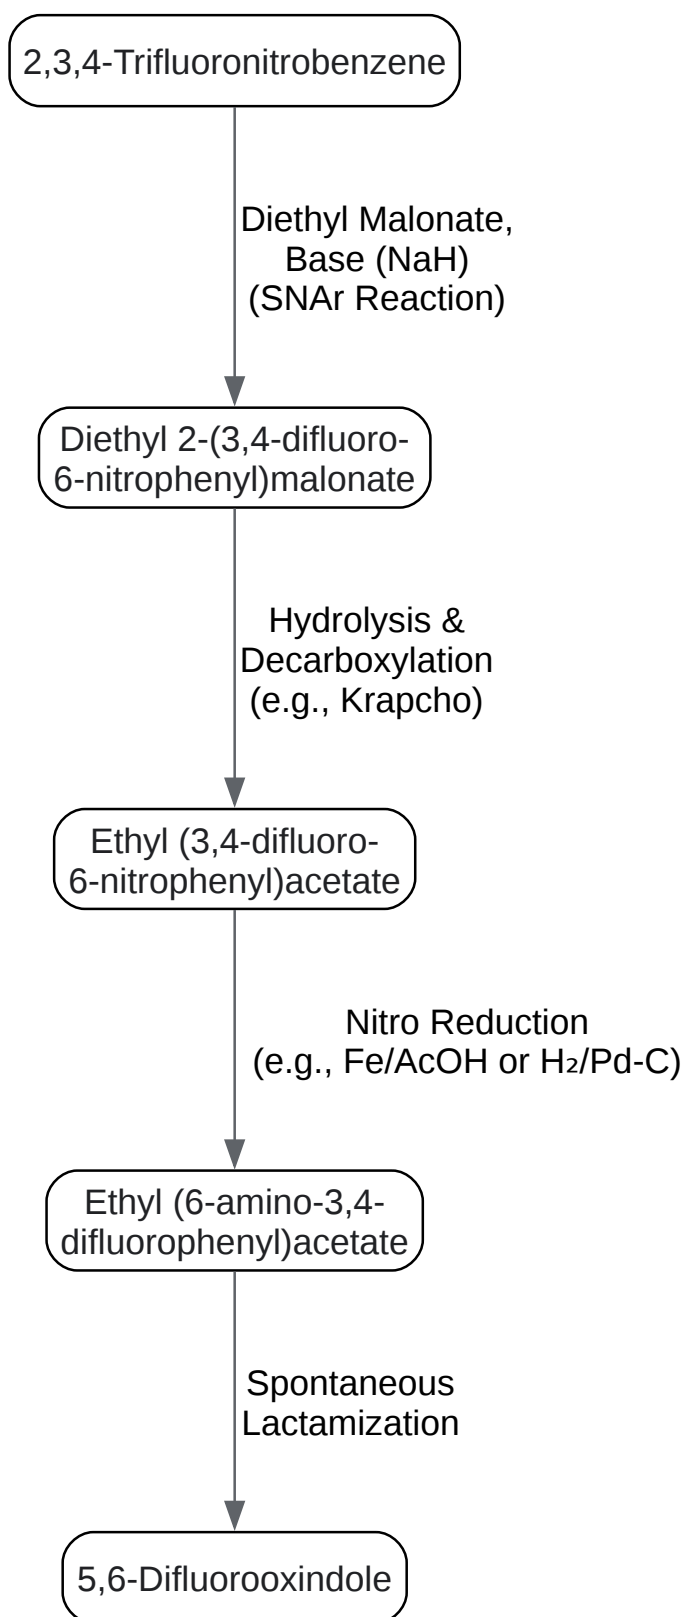 2,3,4-Trifluoronitrobenzene
Diethyl Malonate,
Base (NaH)
(SNAr Reaction)
Diethyl 2-(3,4-difluoro-
6-nitrophenyl)malonate
Hydrolysis &
Decarboxylation
(e.g., Krapcho)
Ethyl (3,4-difluoro-
6-nitrophenyl)acetate
Nitro Reduction
(e.g., Fe/AcOH or H₂/Pd-C)
Ethyl (6-amino-3,4-
difluorophenyl)acetate
Spontaneous
Lactamization
5,6-Difluorooxindole